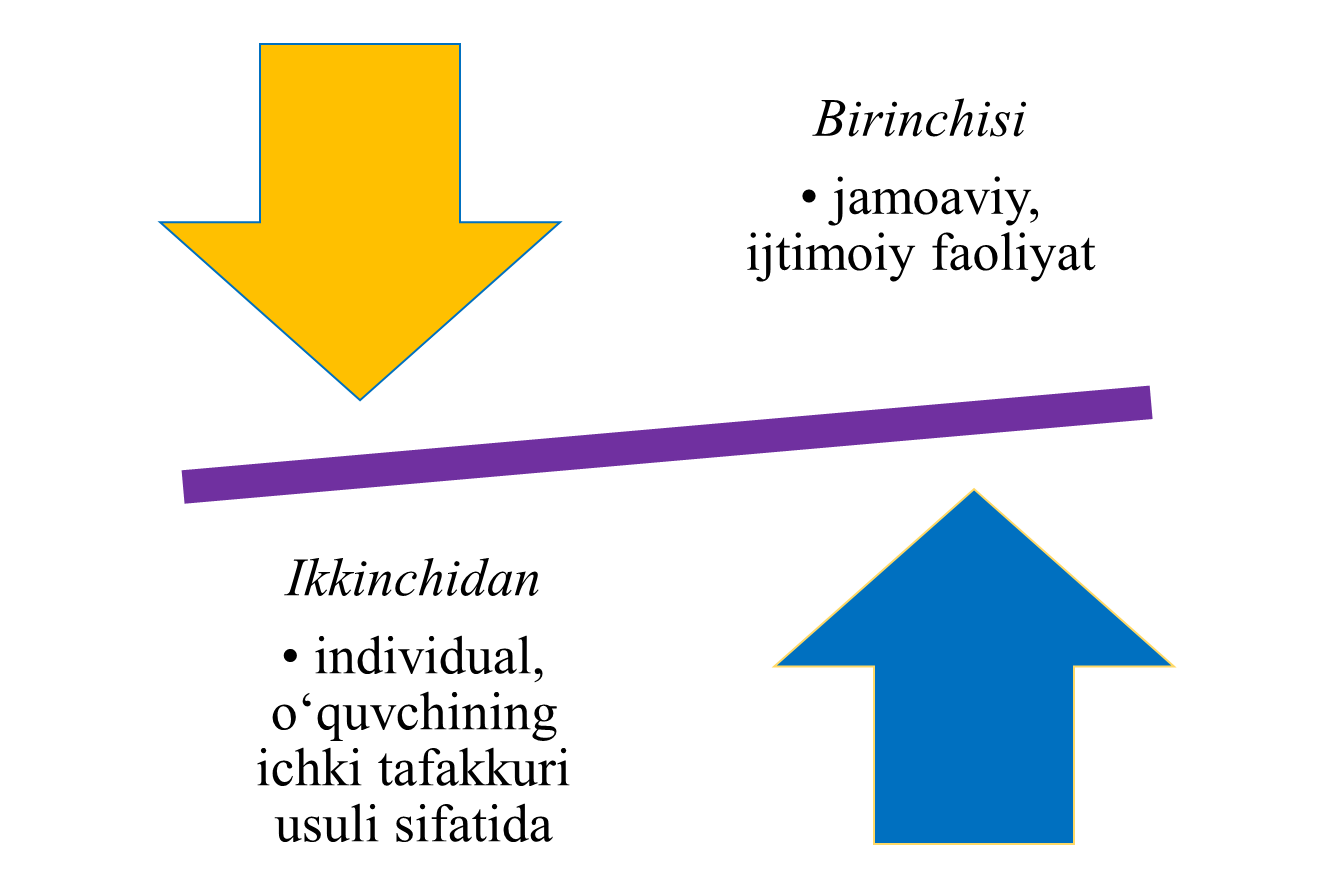 Birinchisi
• jamoaviy,
ijtimoiy faoliyat
Ikkinchidan
• individual,
o‘quvchining
ichki tafakkuri
usuli sifatida